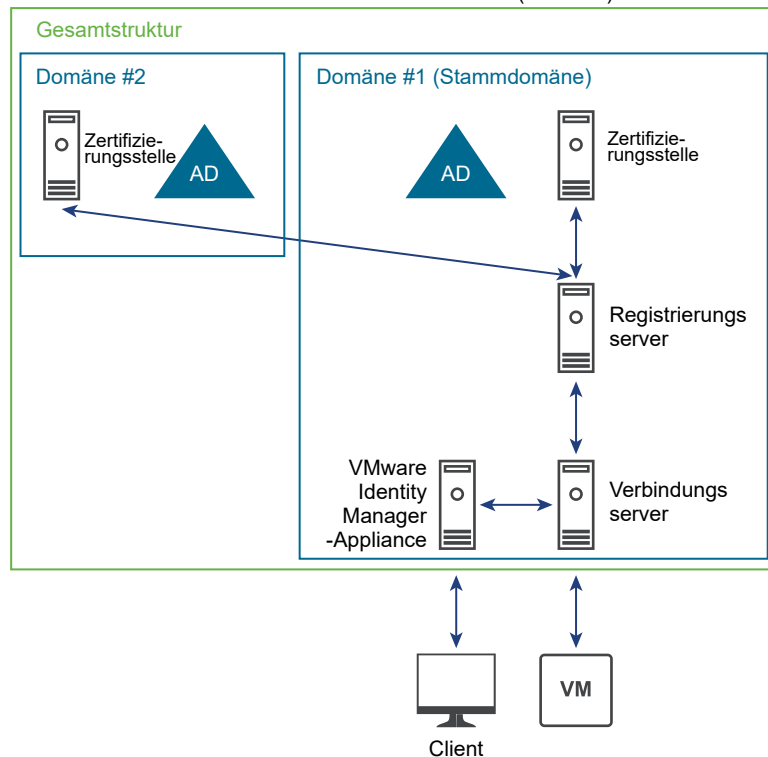 Gesamtstruktur
Domäne #2
Domäne #1 (Stammdomäne)
Zertifizie-
rungsstelle
AD
AD
Zertifizie-
rungsstelle
Registrierungs
server
VMware
Identity
Manager
-Appliance
Verbindungs
server
VM
Client